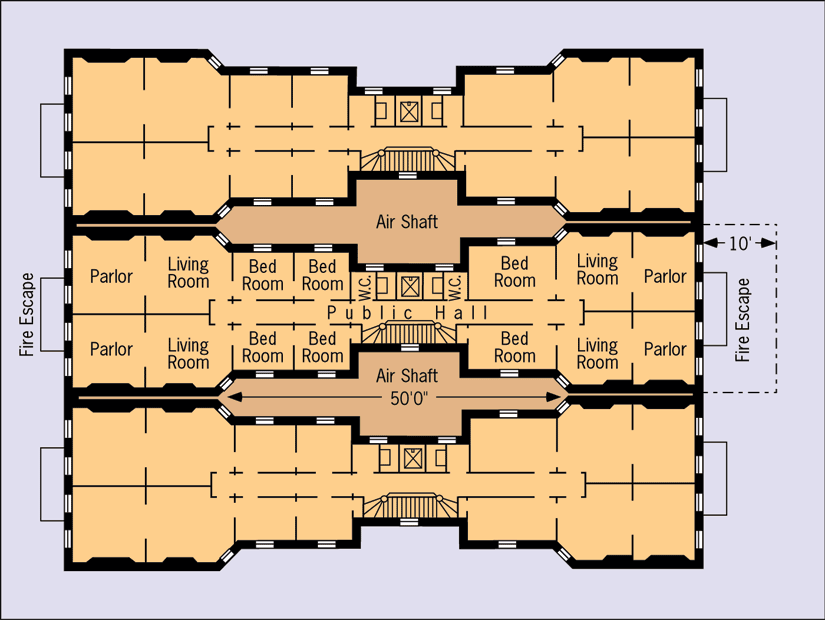 Air Shaft
10'
Parlor
Living
Room
Bed
Room
Bed
Room
W.C.
W.C.
Bed
Room
Living
Room
Parlor
Fire Escape
Public Hall
Fire Escape
Parlor
Living
Room
Bed
Room
Bed
Room
Bed
Room
Living
Room
Parlor
Air Shaft
50'0"